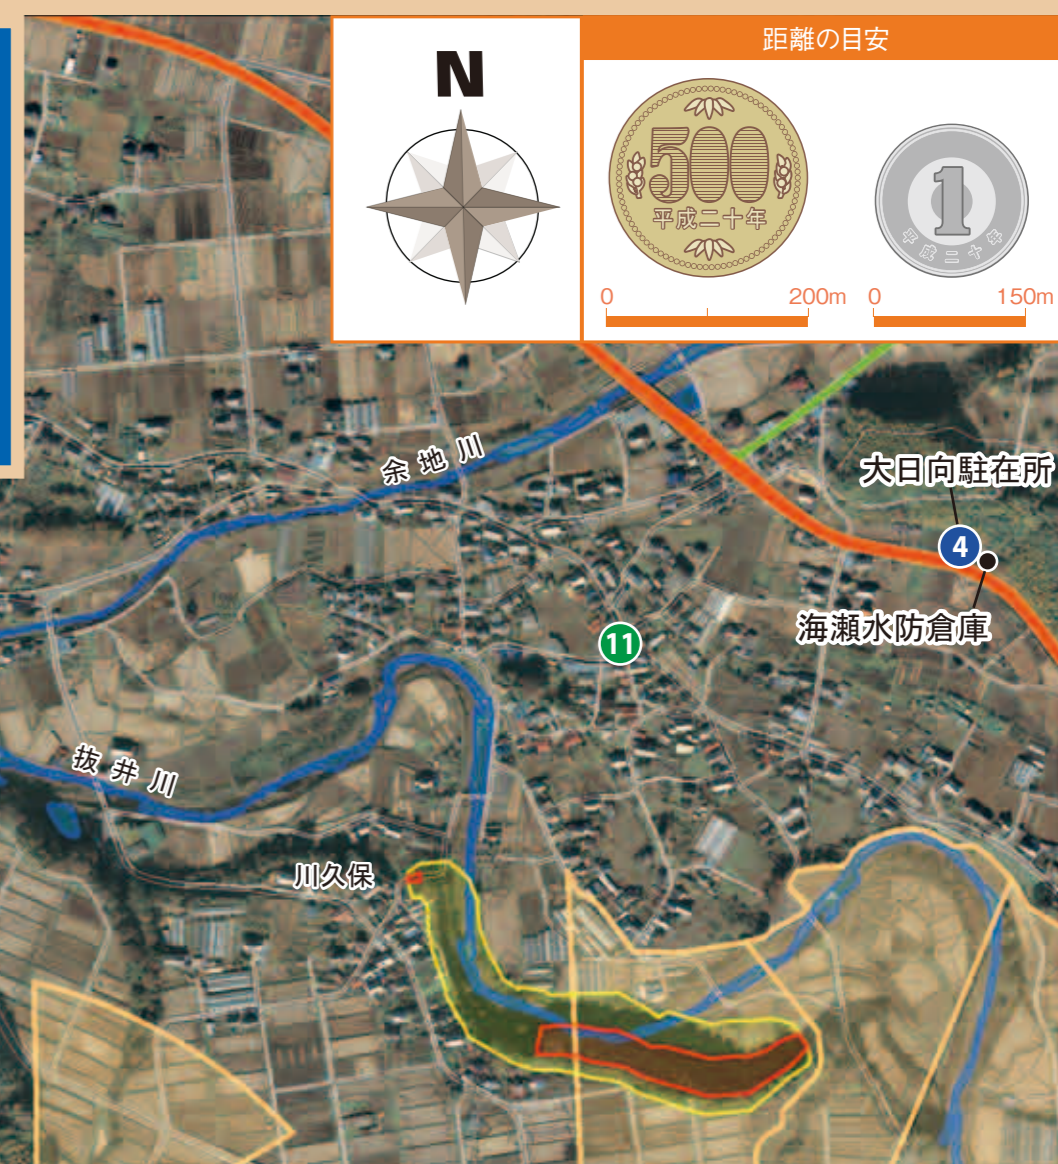 N
距離の目安
500
平成二十年
1
平成二十年
0 200m
0 150m
余地川
大日向駐在所
4
海瀬水防倉庫
11
抜井川
川久保